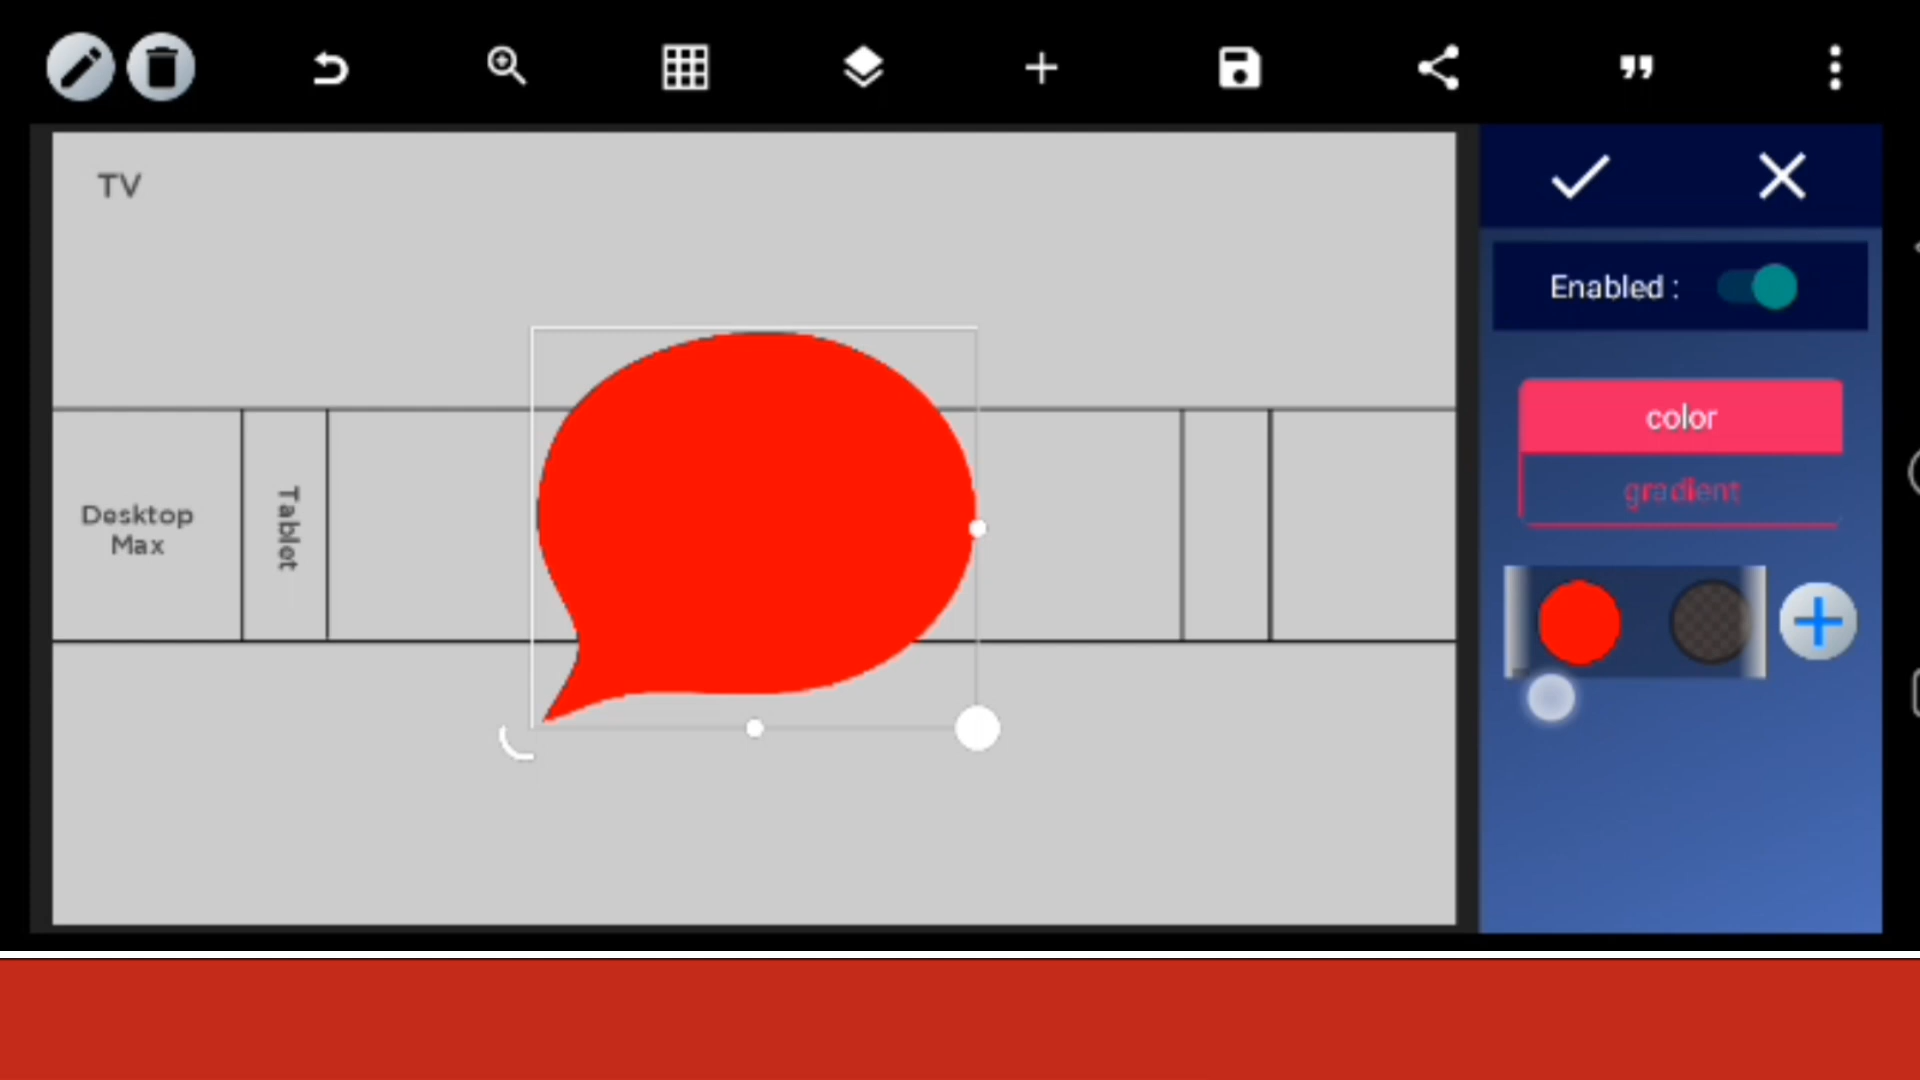 TV
Enabled :
color
gradient
Desktop
Max
Tablet